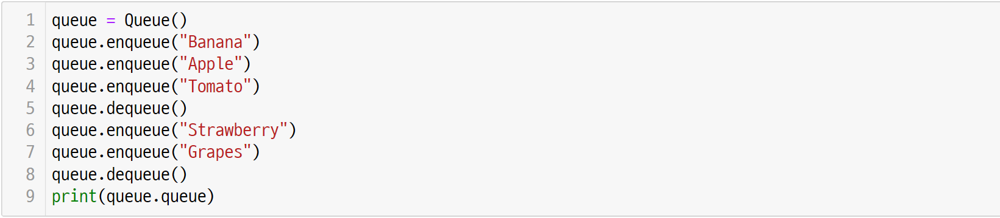 1 queue = Queue()
2 queue.enqueue("Banana")
3 queue.enqueue("Apple")
4 queue.enqueue("Tomato")
5 queue.dequeue()
6 queue.enqueue("Strawberry")
7 queue.enqueue("Grapes")
8 queue.dequeue()
9 print(queue.queue)